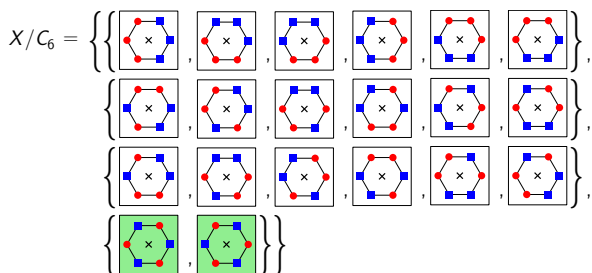 X/C₆ = { { × , × , × , × , × , × } ,
{ × , × , × , × , × , × } ,
{ × , × , × , × , × , × } ,
{ × , × } }